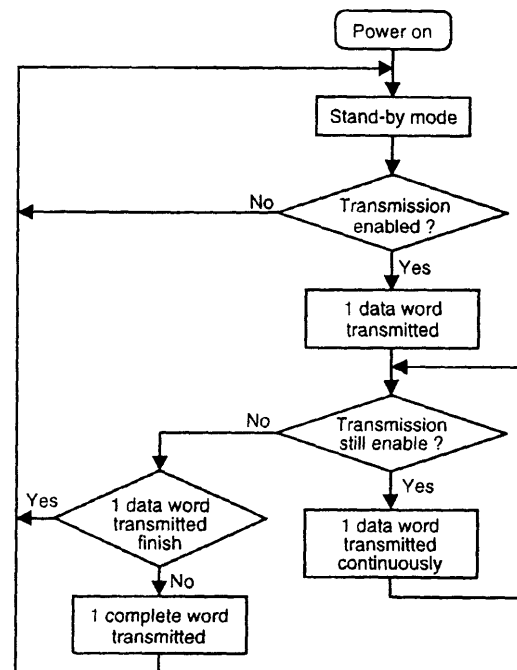 Power on
Stand-by mode
No
Transmission
enabled ?
Yes
1 data word
transmitted
No
Transmission
still enable ?
Yes
1 data word
transmitted
finish
Yes
1 data word
transmitted
continuously
No
1 complete word
transmitted